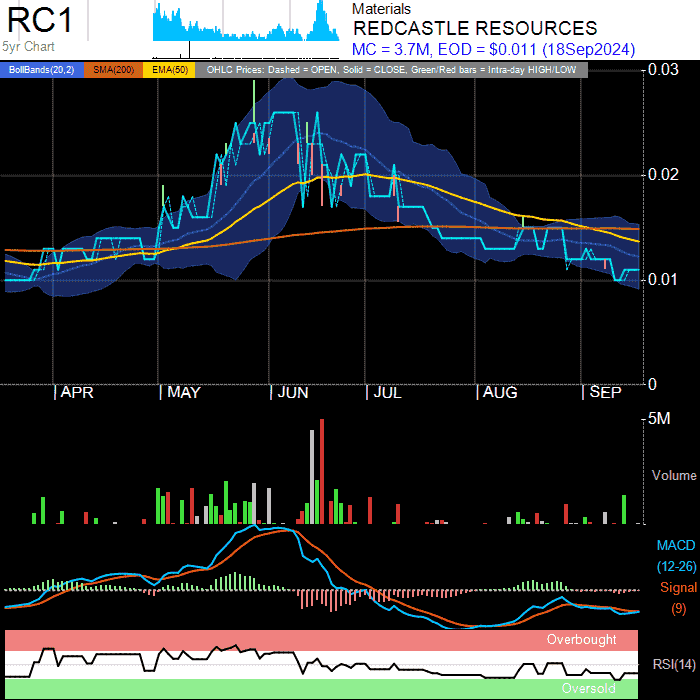 RC1
5yr Chart
Materials
REDCASTLE RESOURCES
MC = 3.7M, EOD = $0.011 (18Sep2024)
BollBands(20,2) SMA(200) EMA(50) OHLC Prices: Dashed = OPEN, Solid = CLOSE, Green/Red bars = Intra-day HIGH/LOW
0.03
0.02
0.01
0
APR MAY JUN JUL AUG SEP
5M
Volume
MACD
(12-26)
Signal
(9)
Overbought
RSI(14)
Oversold